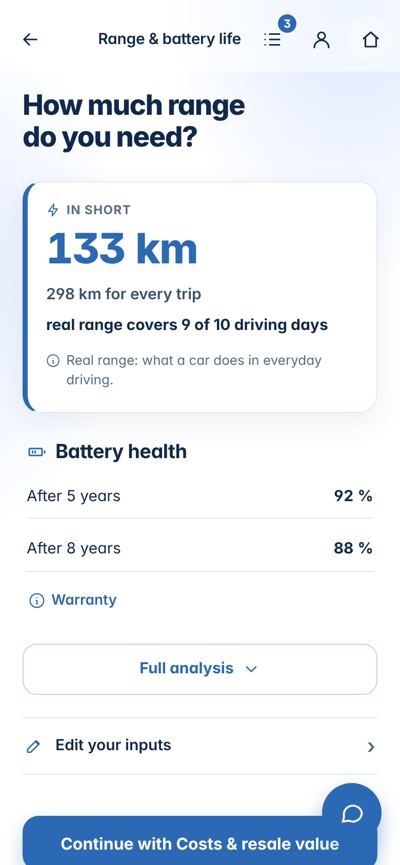 Range & battery life
3
How much range
do you need?
IN SHORT
133 km
298 km for every trip
real range covers 9 of 10 driving days
Real range: what a car does in everyday
driving.
Battery health
After 5 years 92 %
After 8 years 88 %
Warranty
Full analysis
Edit your inputs
Continue with Costs & resale value